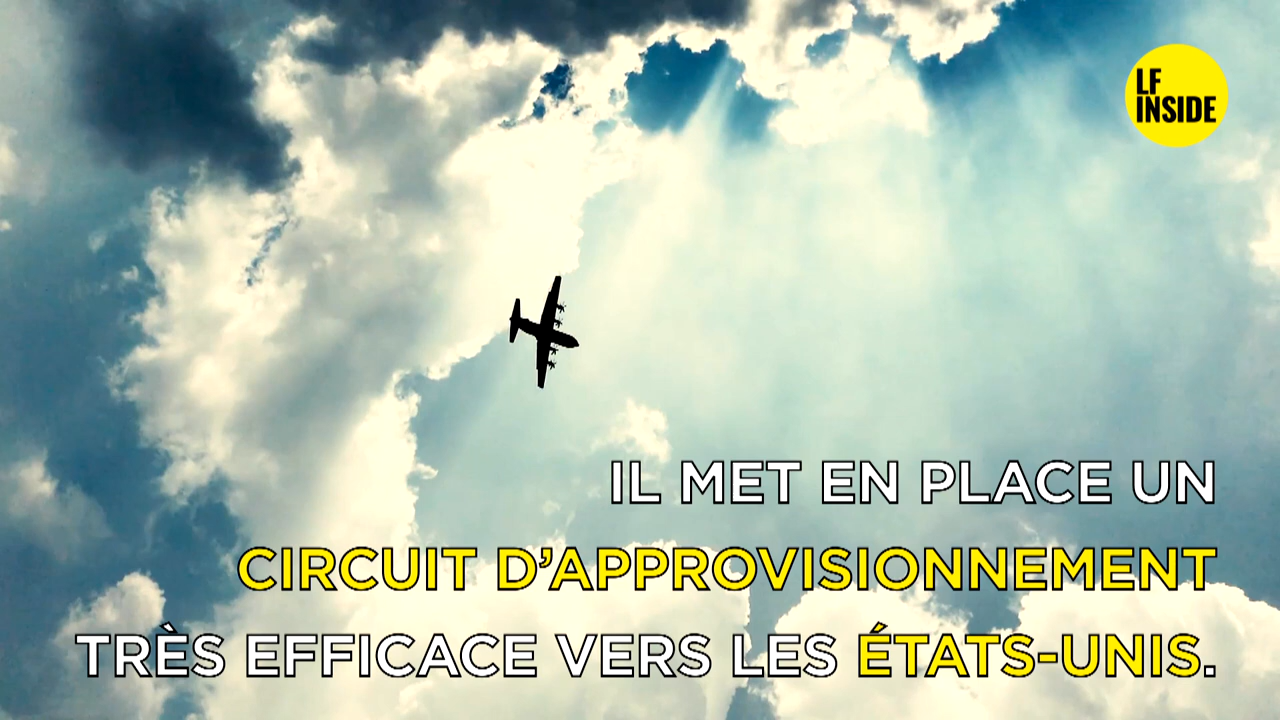 LF
INSIDE
IL MET EN PLACE UN
CIRCUIT D’APPROVISIONNEMENT
TRÈS EFFICACE VERS LES ÉTATS-UNIS.